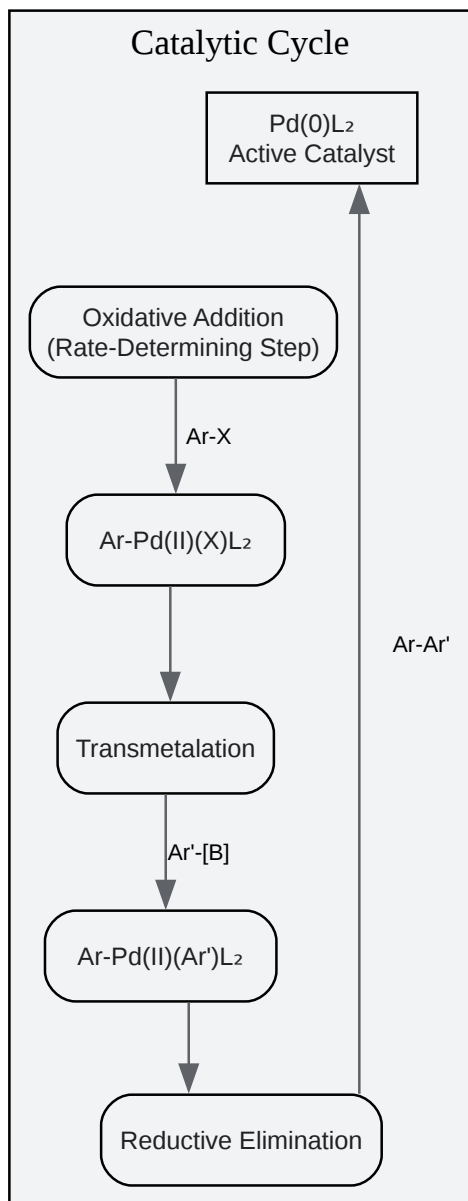 Catalytic Cycle
Pd(0)L₂
Active Catalyst
Oxidative Addition
(Rate-Determining Step)
Ar-X
Ar-Pd(II)(X)L₂
Ar-Ar'
Transmetalation
Ar'-[B]
Ar-Pd(II)(Ar')L₂
Reductive Elimination